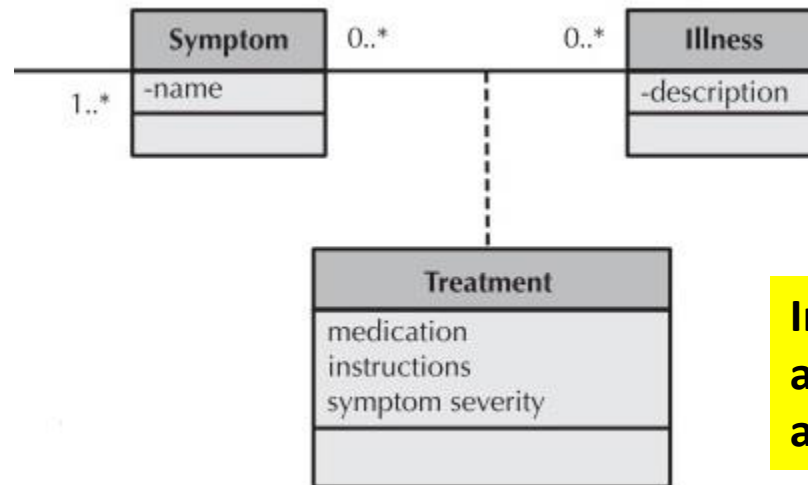 Symptom 0..* 0..* Illness
1..* -name -description
Treatment
medication
instructions
symptom severity